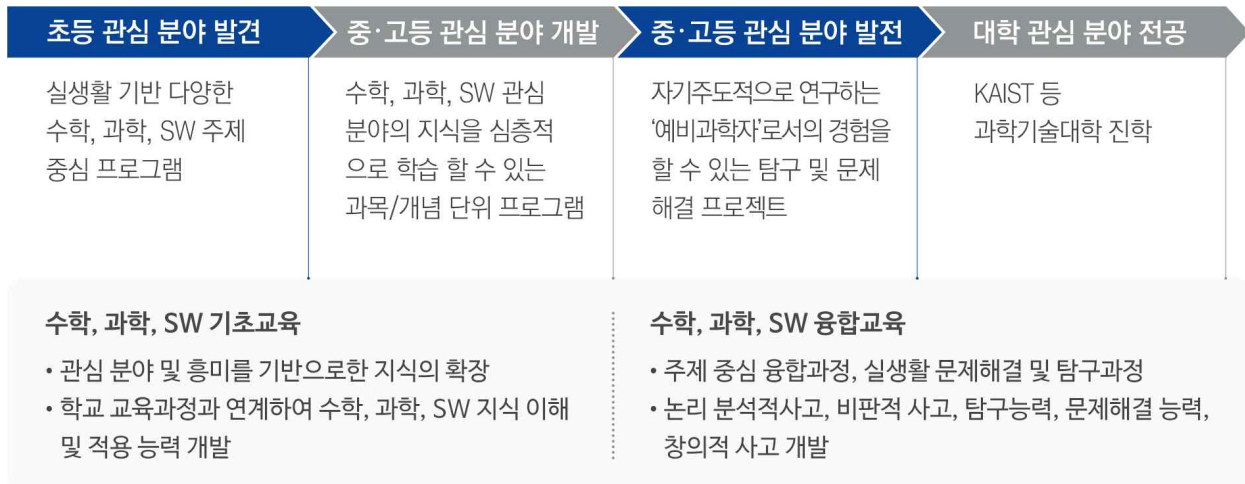 초등 관심 분야 발견
중·고등 관심 분야 개발
중·고등 관심 분야 발전
대학 관심 분야 전공
실생활 기반 다양한
수학, 과학, SW 주제
중심 프로그램
수학, 과학, SW 관심
분야의 지식을 심층적
으로 학습 할 수 있는
과목/개념 단위 프로그램
자기주도적으로 연구하는
‘예비과학자’로서의 경험을
할 수 있는 탐구 및 문제
해결 프로젝트
KAIST 등
과학기술대학 진학
수학, 과학, SW 기초교육
• 관심 분야 및 흥미를 기반으로한 지식의 확장
• 학교 교육과정과 연계하여 수학, 과학, SW 지식 이해
및 적용 능력 개발
수학, 과학, SW 융합교육
• 주제 중심 융합과정, 실생활 문제해결 및 탐구과정
• 논리 분석적사고, 비판적 사고, 탐구능력, 문제해결 능력,
창의적 사고 개발